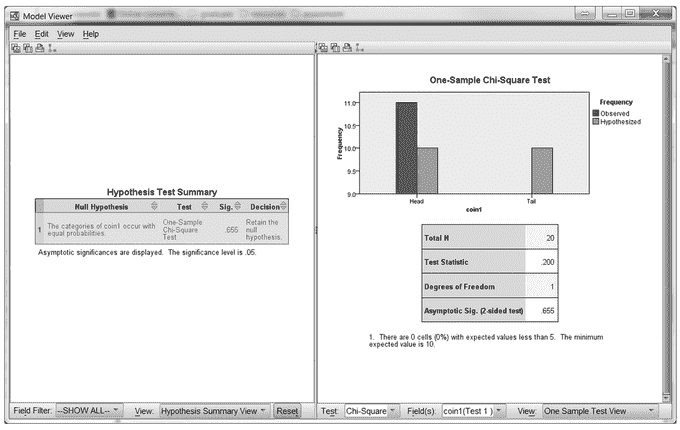 Model Viewer
File Edit View Help
Hypothesis Test Summary
Null Hypothesis Test Sig. Decision
1 The categories of coin1 occur with equal probabilities. One-Sample Chi-Square Test .655 Retain the null hypothesis.
Asymptotic significances are displayed. The significance level is .05.
Field Filter: --SHOW ALL-- View: Hypothesis Summary View Reset
One-Sample Chi-Square Test
Frequency
Observed
Hypothesized
11.0
10.5
10.0
9.5
9.0
Frequency
Head Tail
coin1
Total N 20
Test Statistic .200
Degrees of Freedom 1
Asymptotic Sig. (2-sided test) .655
1. There are 0 cells (0%) with expected values less than 5. The minimum
expected value is 10.
Test: Chi-Square Field(s): coin1(Test 1) View: One Sample Test View